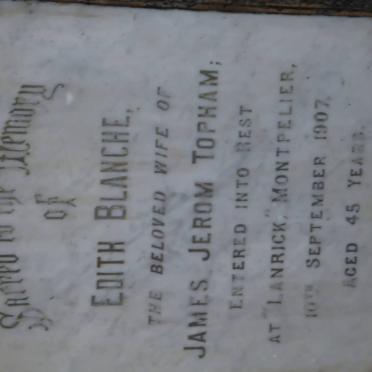 Sacred to the Memory
OF
EDITH BLANCHE,
THE BELOVED WIFE OF
JAMES JEROM TOPHAM;
ENTERED INTO REST
AT "LANRICK," MONTPELIER,
10TH SEPTEMBER 1907,
AGED 45 YEARS.